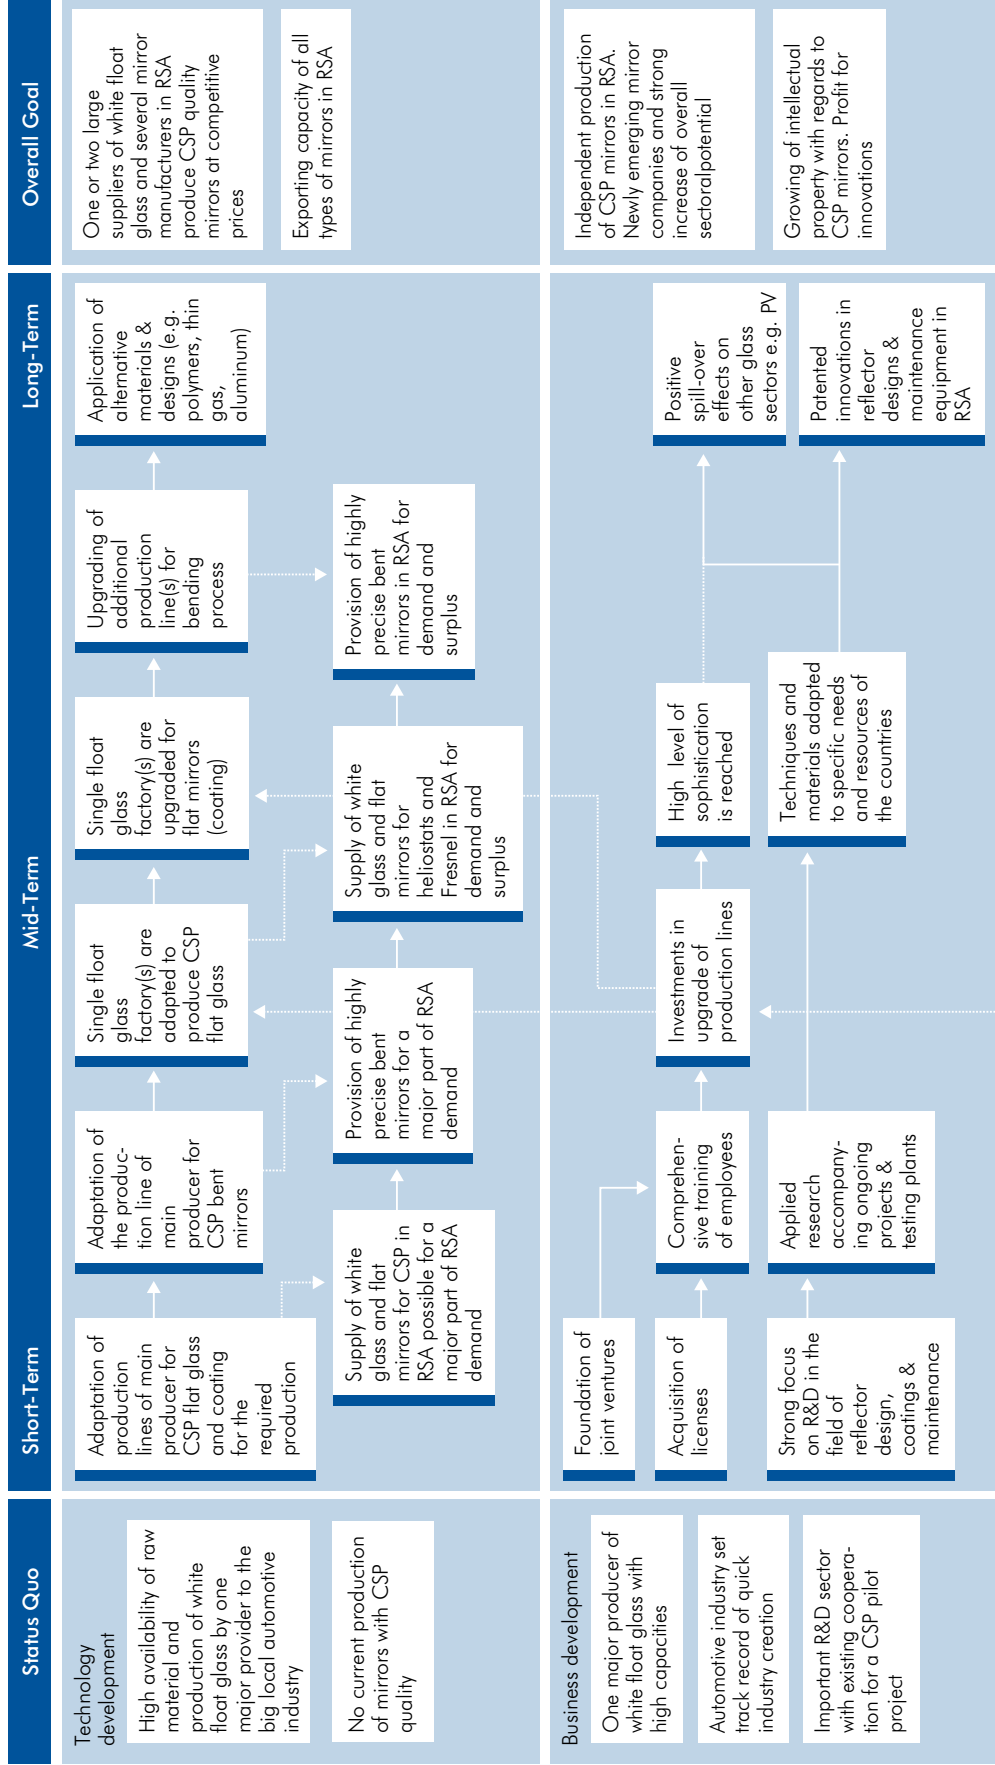 Status Quo
Short-Term
Mid-Term
Long-Term
Overall Goal
Technology
development
High availability of raw
material and
production of white
float glass by one
major provider to the
big local automotive
industry
No current production
of mirrors with CSP
quality
Adaptation of
production
lines of main
producer for
CSP flat glass
and coating
for the
required
production
Adaptation of
the produc-
tion line of
main
producer for
CSP bent
mirrors
Single float
glass
factory(s) are
adapted to
produce CSP
flat glass
Single float
glass
factory(s) are
upgraded for
flat mirrors
(coating)
Upgrading of
additional
production
line(s) for
bending
process
Application of
alternative
materials &
designs (e.g.
polymers, thin
gas,
aluminum)
Supply of white
glass and flat
mirrors for CSP in
RSA possible for a
major part of RSA
demand
Provision of highly
precise bent
mirrors for a
major part of RSA
demand
Supply of white
glass and flat
mirrors for
heliostats and
Fresnel in RSA for
demand and
surplus
Provision of highly
precise bent
mirrors in RSA for
demand and
surplus
One or two large
suppliers of white float
glass and several mirror
manufacturers in RSA
produce CSP quality
mirrors at competitive
prices
Exporting capacity of all
types of mirrors in RSA
Business development
One major producer of
white float glass with
high capacities
Automotive industry set
track record of quick
industry creation
Important R&D sector
with existing coopera-
tion for a CSP pilot
project
Foundation of
joint ventures
Acquisition of
licenses
Strong focus
on R&D in the
field of
reflector
design,
coatings &
maintenance
Comprehen-
sive training
of employees
Applied
research
accompany-
ing ongoing
projects &
testing plants
Investments in
upgrade of
production lines
High level of
sophistication
is reached
Techniques and
materials adapted
to specific needs
and resources of
the countries
Positive
spill-over
effects on
other glass
sectors e.g. PV
Patented
innovations in
reflector
designs &
maintenance
equipment in
RSA
Independent production
of CSP mirrors in RSA.
Newly emerging mirror
companies and strong
increase of overall
sectoralpotential
Growing of intellectual
property with regards to
CSP mirrors. Profit for
innovations